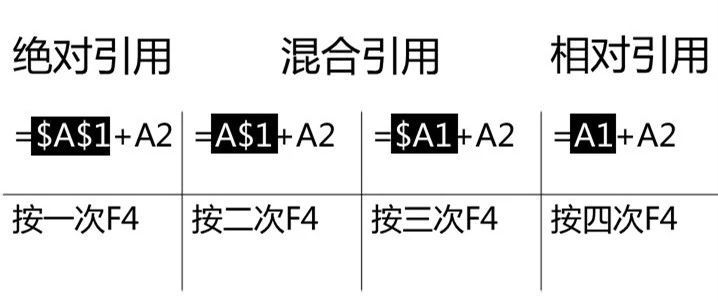 绝对引用 混合引用 相对引用
=$A$1+A2 =A$1+A2 =$A1+A2 =A1+A2
按一次F4 按二次F4 按三次F4 按四次F4